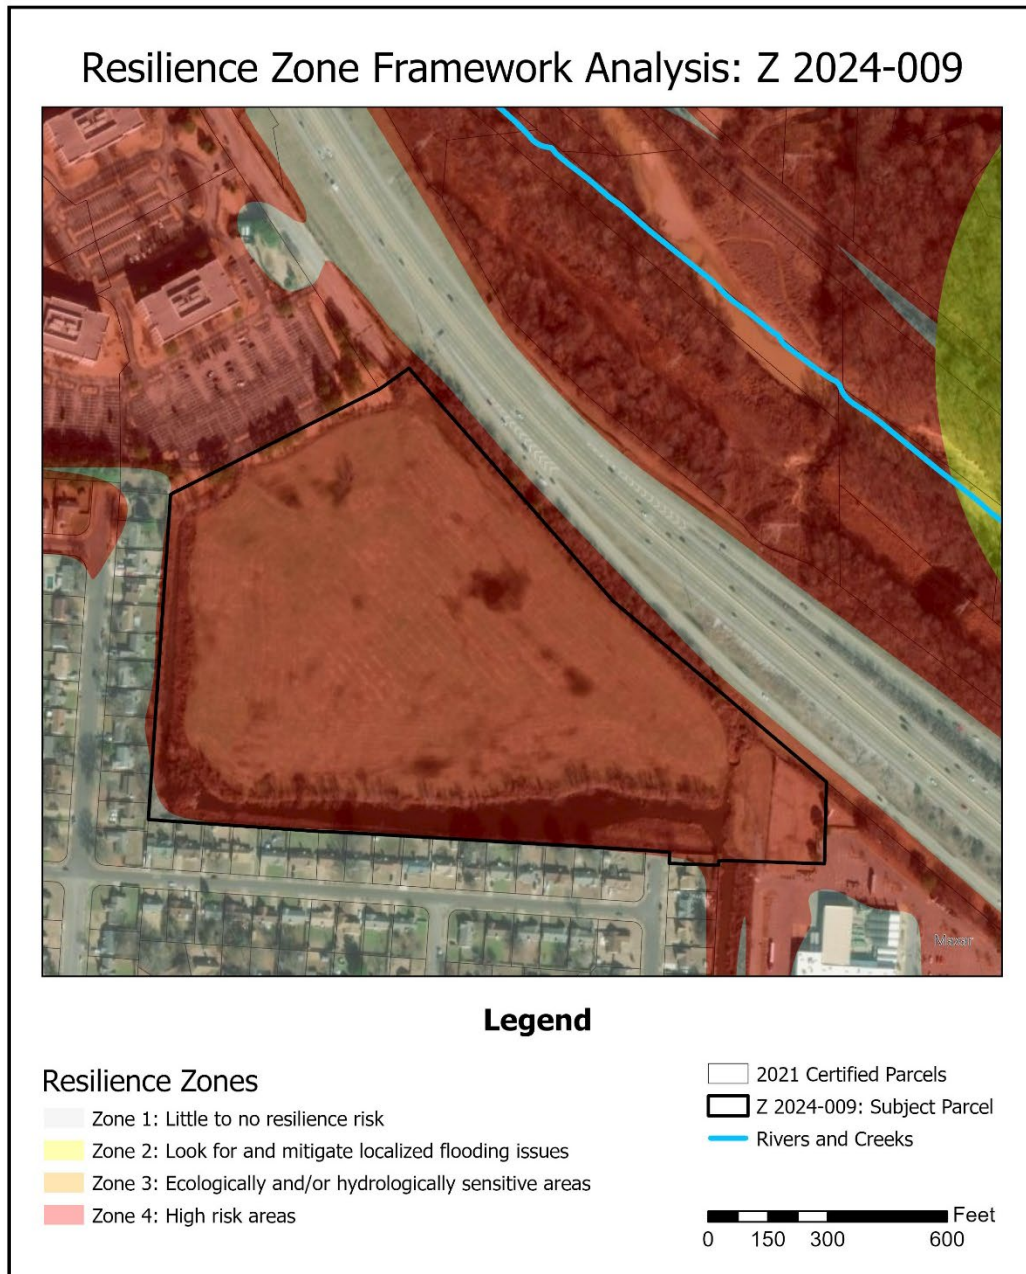 Resilience Zone Framework Analysis: Z 2024-009
Maxar
Legend
Resilience Zones
Zone 1: Little to no resilience risk
Zone 2: Look for and mitigate localized flooding issues
Zone 3: Ecologically and/or hydrologically sensitive areas
Zone 4: High risk areas
2021 Certified Parcels
Z 2024-009: Subject Parcel
Rivers and Creeks
Feet
0 150 300 600